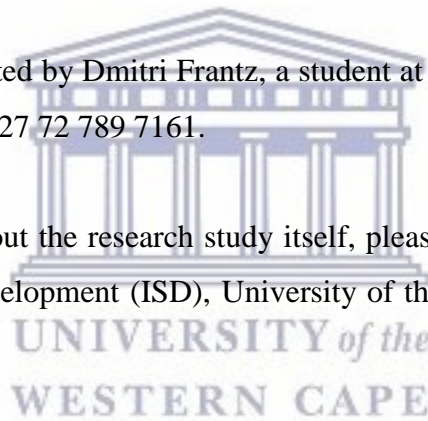 ted by Dmitri Frantz, a student at
27 72 789 7161.
out the research study itself, pleas
elopment (ISD), University of th
UNIVERSITY of the
WESTERN CAPE